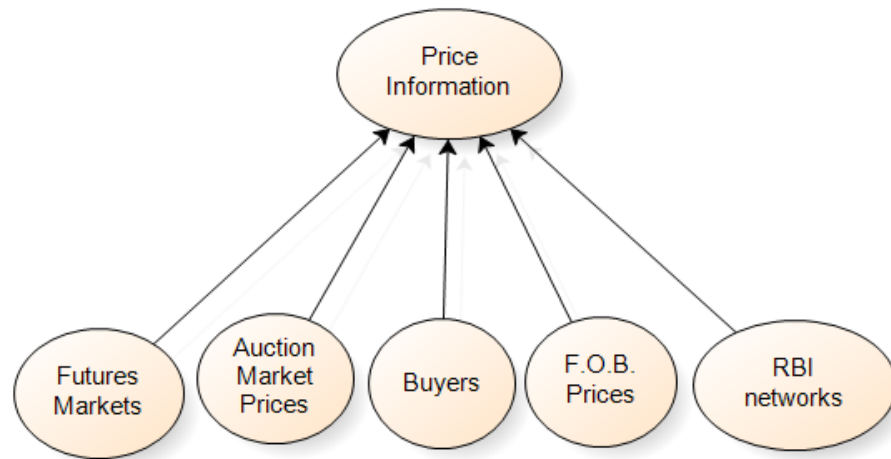 Price
Information
Futures
Markets
Auction
Market
Prices
Buyers
F.O.B.
Prices
RBI
networks